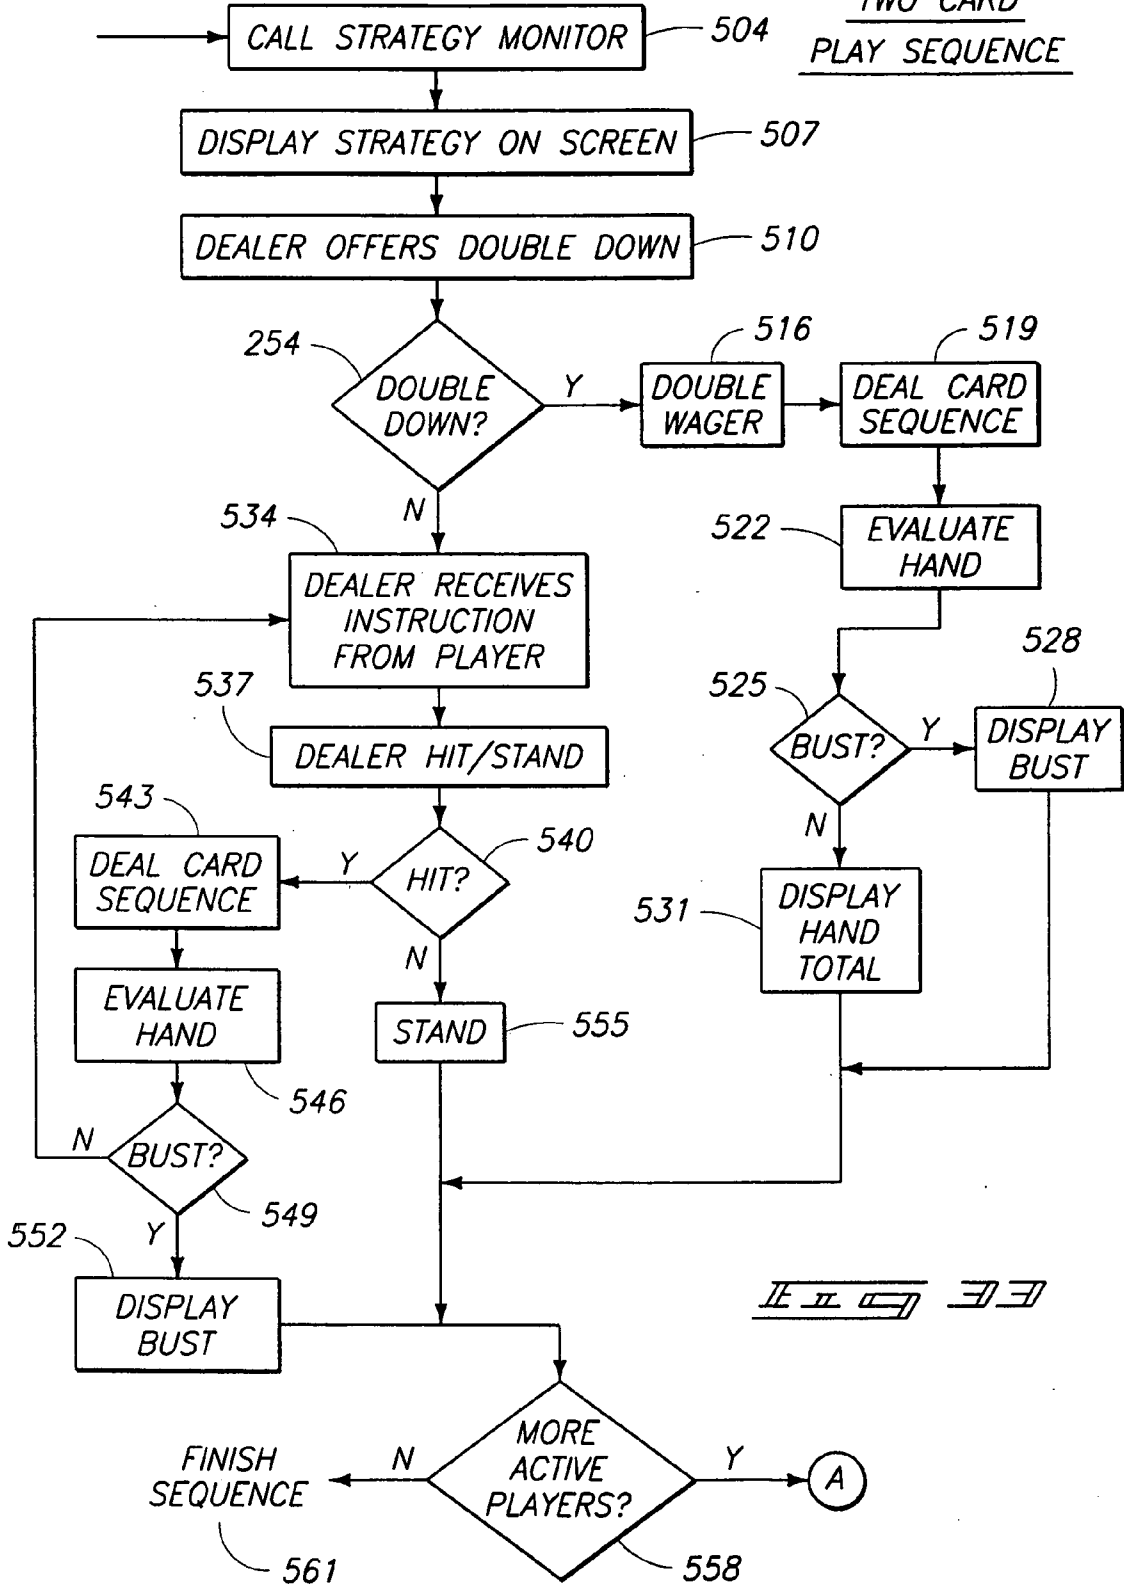 TWO CARD
PLAY SEQUENCE
CALL STRATEGY MONITOR
504
DISPLAY STRATEGY ON SCREEN
507
DEALER OFFERS DOUBLE DOWN
510
254
DOUBLE
DOWN?
Y
N
516
DOUBLE
WAGER
519
DEAL CARD
SEQUENCE
522
EVALUATE
HAND
525
BUST?
Y
N
528
DISPLAY
BUST
531
DISPLAY
HAND
TOTAL
534
DEALER RECEIVES
INSTRUCTION
FROM PLAYER
537
DEALER HIT/STAND
540
HIT?
Y
N
543
DEAL CARD
SEQUENCE
EVALUATE
HAND
546
BUST?
N
Y
549
552
DISPLAY
BUST
STAND
555
MORE
ACTIVE
PLAYERS?
N
Y
558
A
FINISH
SEQUENCE
561
Fig 33